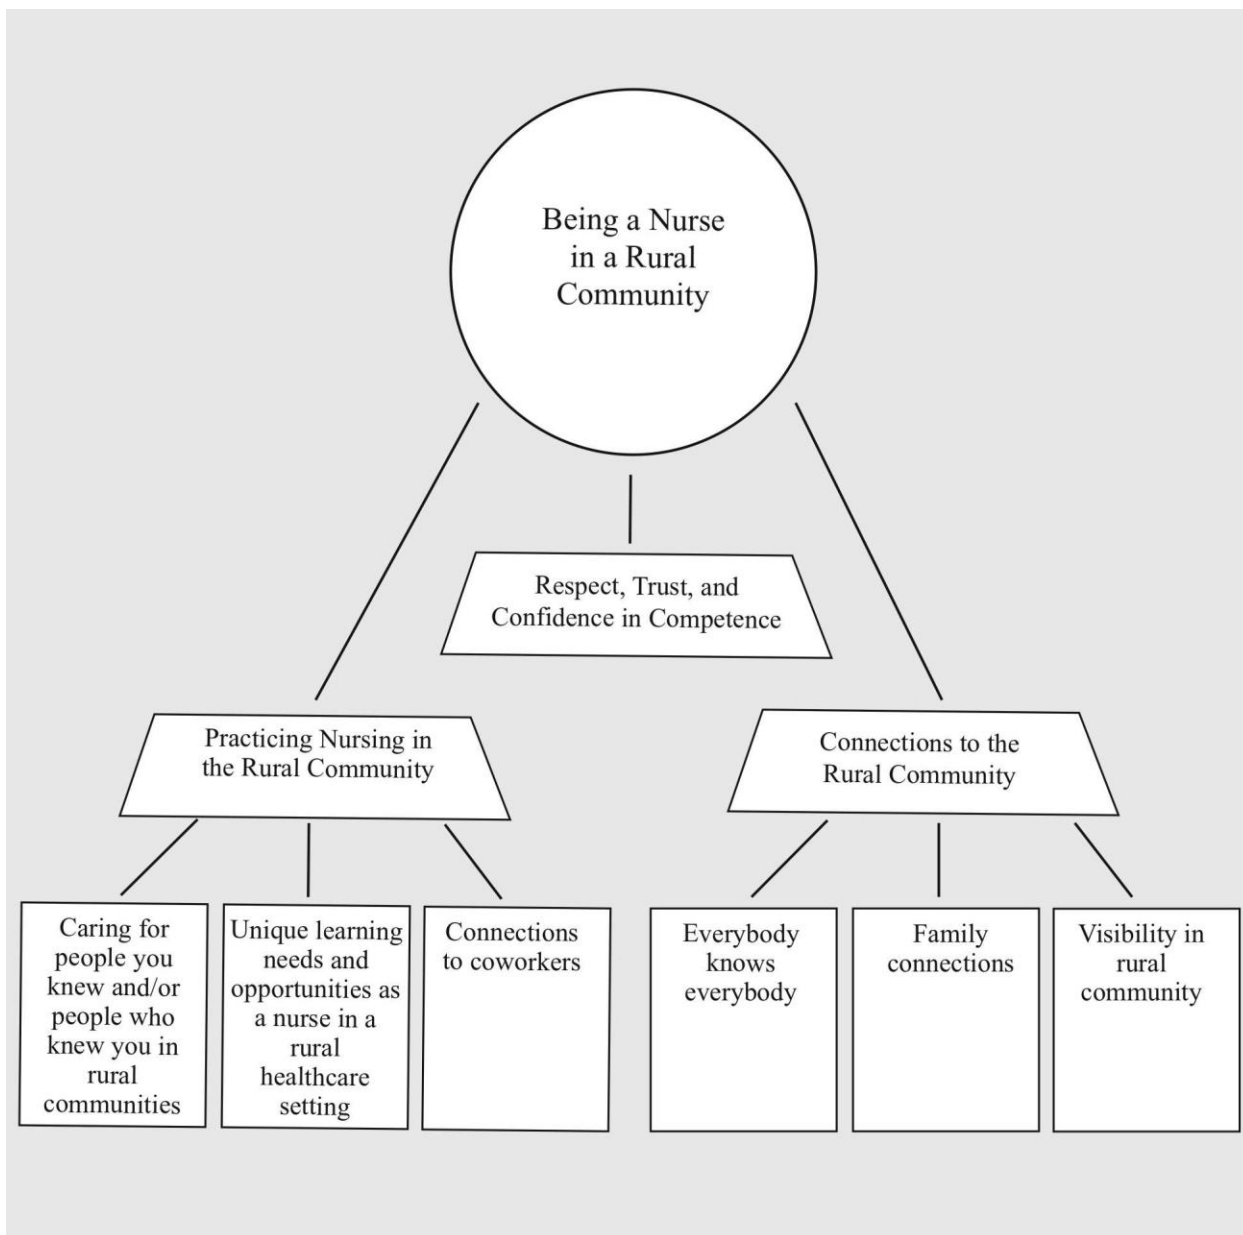 Being a Nurse
in a Rural
Community
Respect, Trust, and
Confidence in Competence
Practicing Nursing in
the Rural Community
Connections to the
Rural Community
Caring for
people you
knew and/or
people who
knew you in
rural
communities
Unique learning
needs and
opportunities as
a nurse in a
rural
healthcare
setting
Connections
to coworkers
Everybody
knows
everybody
Family
connections
Visibility in
rural
community